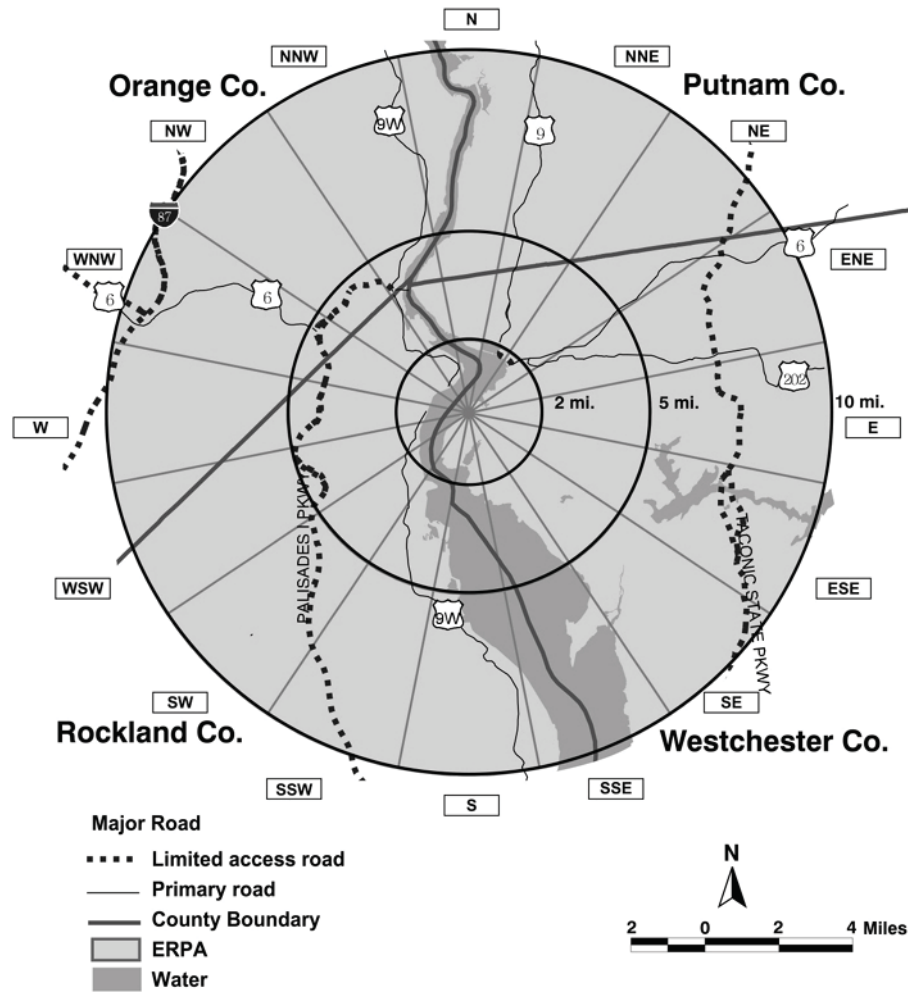 N
NNW
NNE
Orange Co.
Putnam Co.
9W
9
NW
NE
87
6
WNW
ENE
6
6
202
2 mi.
5 mi.
10 mi.
W
E
PALISADES I PKWY
TACONIC STATE PKWY
WSW
ESE
9W
SW
SE
Rockland Co.
Westchester Co.
SSW
S
SSE
Major Road
Limited access road
Primary road
County Boundary
ERPA
Water
N
2 0 2 4 Miles